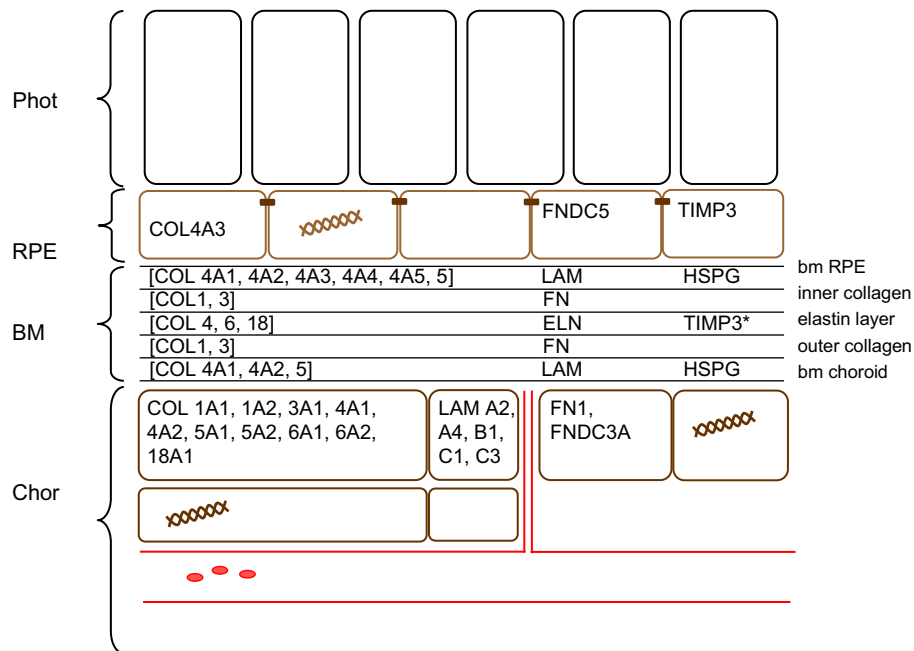 Phot
RPE
COL4A3
FNDC5
TIMP3
BM
[COL 4A1, 4A2, 4A3, 4A4, 4A5, 5] LAM HSPG bm RPE
[COL1, 3] FN inner collagen
[COL 4, 6, 18] ELN TIMP3* elastin layer
[COL1, 3] FN outer collagen
[COL 4A1, 4A2, 5] LAM HSPG bm choroid
Chor
COL 1A1, 1A2, 3A1, 4A1,
4A2, 5A1, 5A2, 6A1, 6A2,
18A1
LAM A2,
A4, B1,
C1, C3
FN1,
FNDC3A